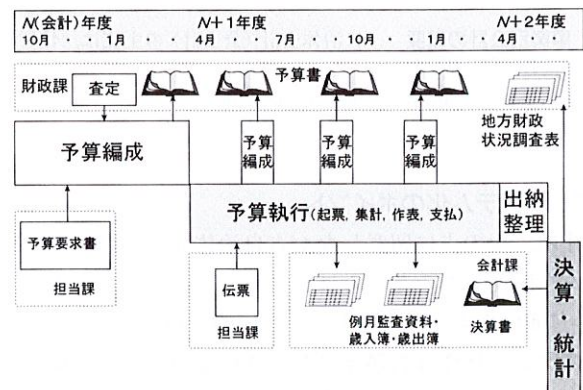 N(会計)年度 N+1年度 N+2年度
10月 ・ ・ 1月 ・ ・ 4月 ・ ・ 7月 ・ ・ 10月 ・ ・ 1月 ・ ・ 4月 ・ ・
予算書
財政課
査定
地方財政
状況調査表
予算編成
予算
編成
予算
編成
予算
編成
予算執行(起票, 集計, 作表, 支払)
出納
整理
予算要求書
担当課
伝票
担当課
会計課
例月監査資料・
歳入簿・歳出簿
決算書
決算・統計